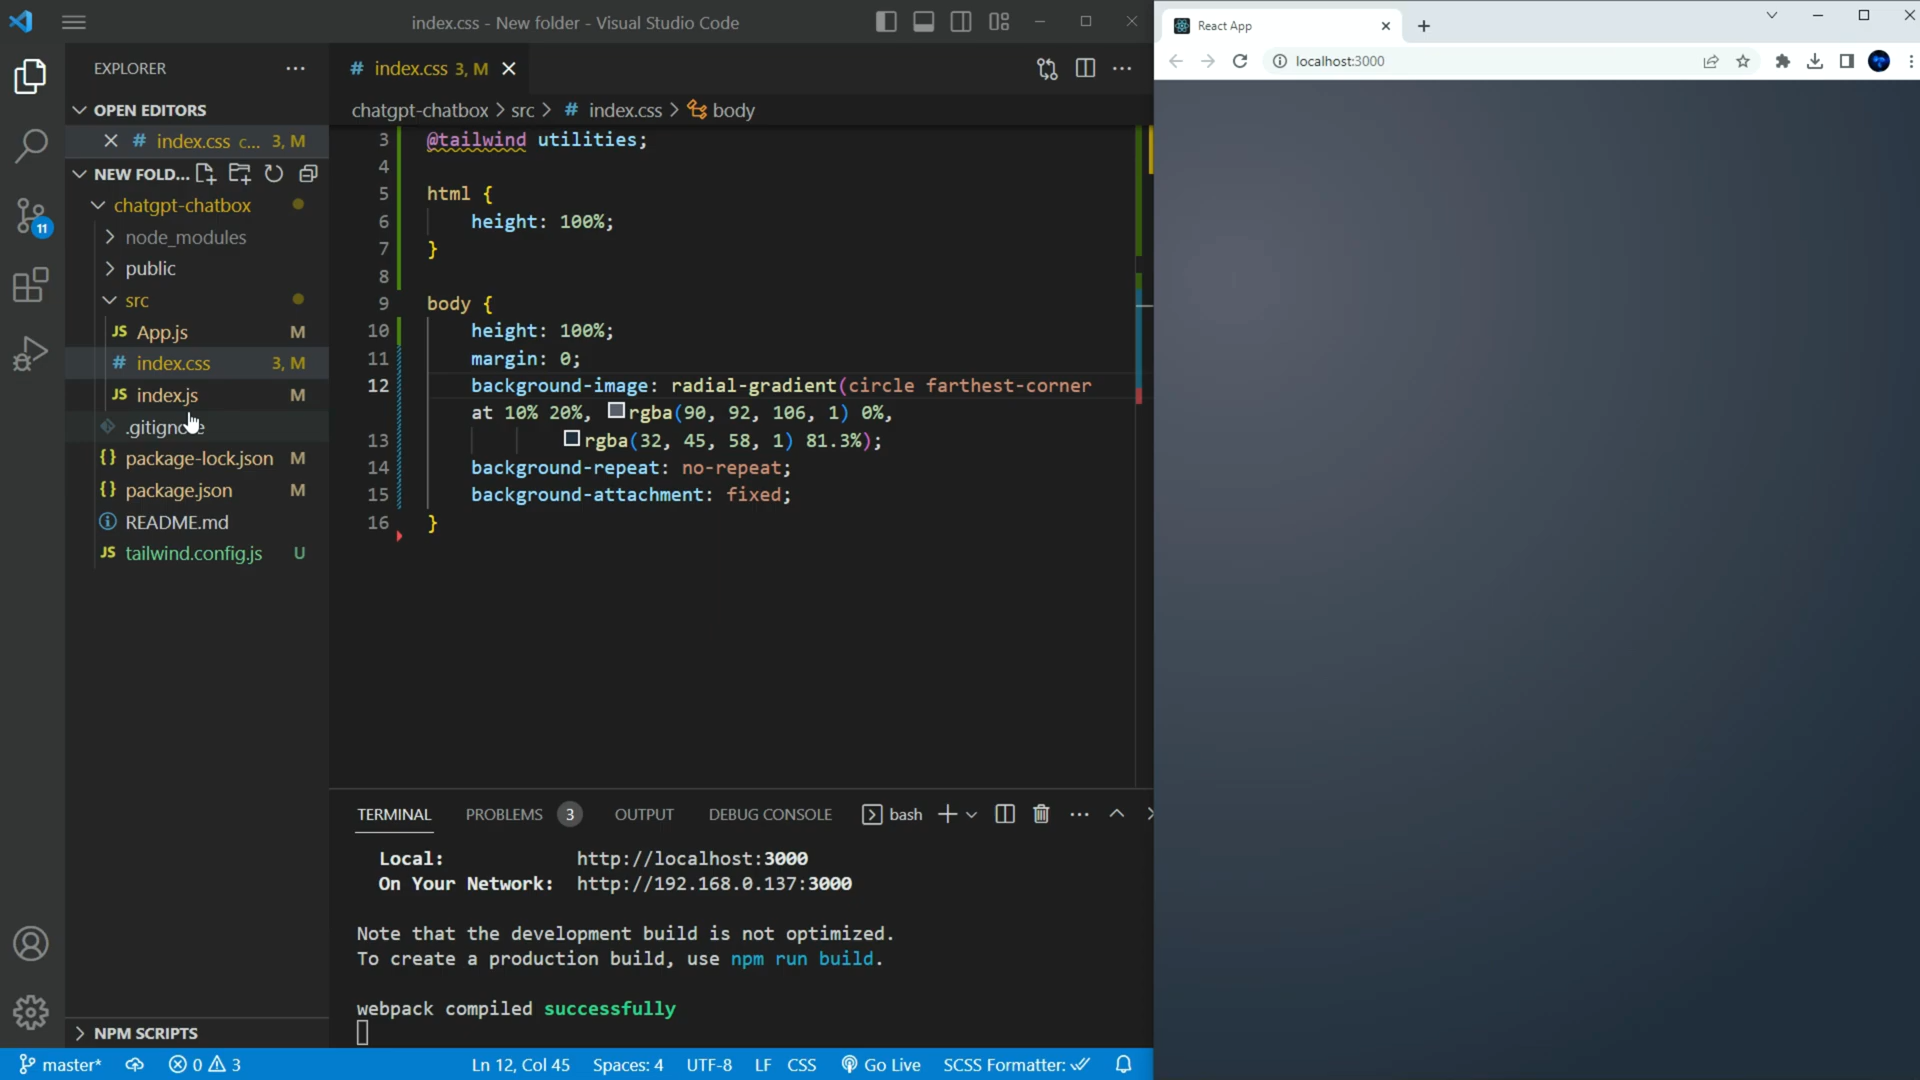 index.css - New folder - Visual Studio Code
EXPLORER
OPEN EDITORS
# index.css c... 3, M
NEW FOLD...
chatgpt-chatbox
node_modules
public
src
JS App.js M
# index.css 3, M
JS index.js M
.gitignore
{} package-lock.json M
{} package.json M
README.md
JS tailwind.config.js U
NPM SCRIPTS
11
# index.css 3, M
chatgpt-chatbox > src > # index.css > body
3 @tailwind utilities;
4
5 html {
6 height: 100%;
7 }
8
9 body {
10 height: 100%;
11 margin: 0;
12 background-image: radial-gradient(circle farthest-corner
at 10% 20%, rgba(90, 92, 106, 1) 0%,
13 rgba(32, 45, 58, 1) 81.3%);
14 background-repeat: no-repeat;
15 background-attachment: fixed;
16 }
TERMINAL PROBLEMS 3 OUTPUT DEBUG CONSOLE bash
Local: http://localhost:3000
On Your Network: http://192.168.0.137:3000
Note that the development build is not optimized.
To create a production build, use npm run build.
webpack compiled successfully
master* 0 3 Ln 12, Col 45 Spaces: 4 UTF-8 LF CSS Go Live SCSS Formatter:
React App
localhost:3000